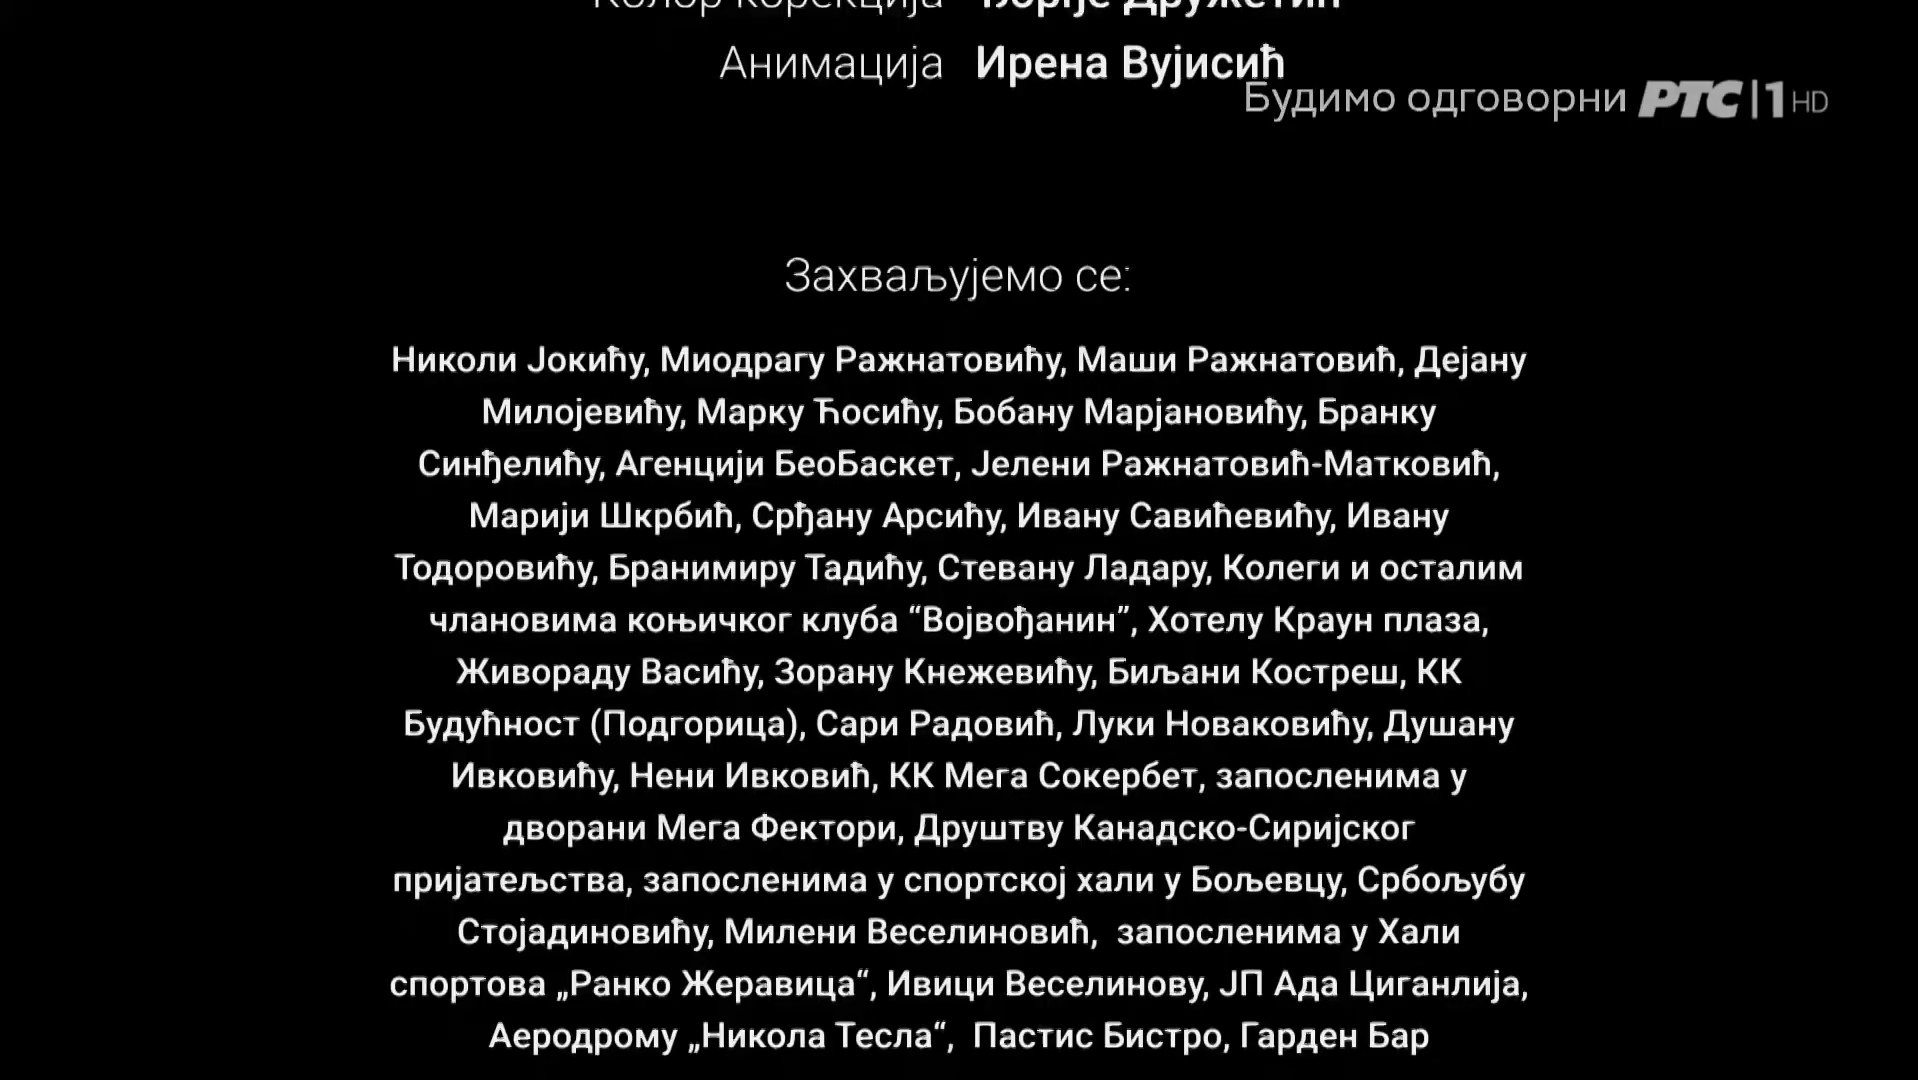 Колор корекција Ђорђе Дружетић
Анимација Ирена Вујисић
Будимо одговорни РТС|1 HD
Захваљујемо се:
Николи Јокићу, Миодрагу Ражнатовићу, Маши Ражнатовић, Дејану
Милојевићу, Марку Ћосићу, Бобану Марјановићу, Бранку
Синђелићу, Агенцији БеоБаскет, Јелени Ражнатовић-Матковић,
Марији Шкрбић, Срђану Арсићу, Ивану Савићевићу, Ивану
Тодоровићу, Бранимиру Тадићу, Стевану Ладару, Колеги и осталим
члановима коњичког клуба “Војвођанин”, Хотелу Краун плаза,
Живораду Васићу, Зорану Кнежевићу, Биљани Костреш, КК
Будућност (Подгорица), Сари Радовић, Луки Новаковићу, Душану
Ивковићу, Нени Ивковић, КК Мега Сокербет, запосленима у
дворани Мега Фектори, Друштву Канадско-Сиријског
пријатељства, запосленима у спортској хали у Бољевцу, Србољубу
Стојадиновићу, Милени Веселиновић,  запосленима у Хали
спортова „Ранко Жеравица“, Ивици Веселинову, ЈП Ада Циганлија,
Аеродрому „Никола Тесла“,  Пастис Бистро, Гарден Бар